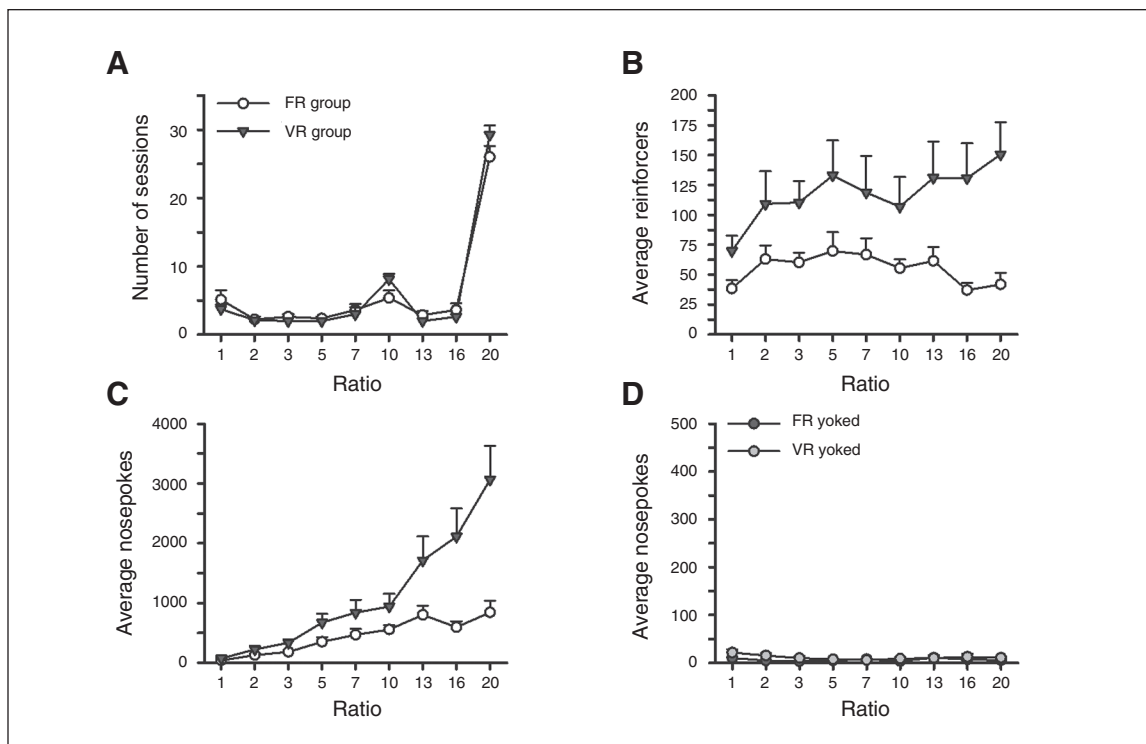 A
FR group
VR group
Number of sessions
30
20
10
0
1 2 3 5 7 10 13 16 20
Ratio
B
Average reinforcers
200
175
150
125
100
75
50
25
0
1 2 3 5 7 10 13 16 20
Ratio
C
Average nosepokes
4000
3000
2000
1000
0
1 2 3 5 7 10 13 16 20
Ratio
D
FR yoked
VR yoked
Average nosepokes
500
400
300
200
100
0
1 2 3 5 7 10 13 16 20
Ratio